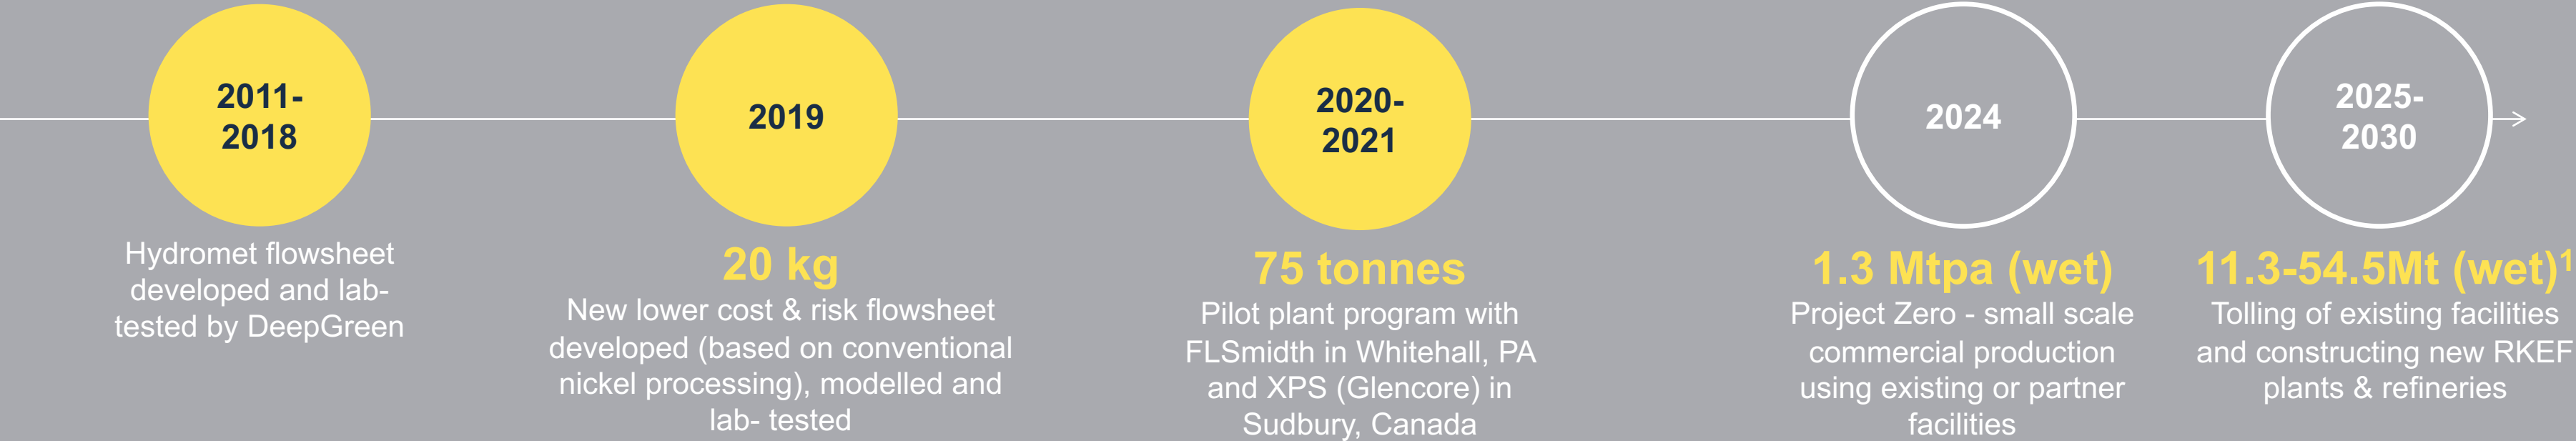 2011-
2018
Hydromet flowsheet
developed and lab-
tested by DeepGreen
2019
20 kg
New lower cost & risk flowsheet
developed (based on conventional
nickel processing), modelled and
lab- tested
2020-
2021
75 tonnes
Pilot plant program with
FLSmidth in Whitehall, PA
and XPS (Glencore) in
Sudbury, Canada
2024
1.3 Mtpa (wet)
Project Zero - small scale
commercial production
using existing or partner
facilities
2025-
2030
11.3-54.5Mt (wet)¹
Tolling of existing facilities
and constructing new RKEF
plants & refineries